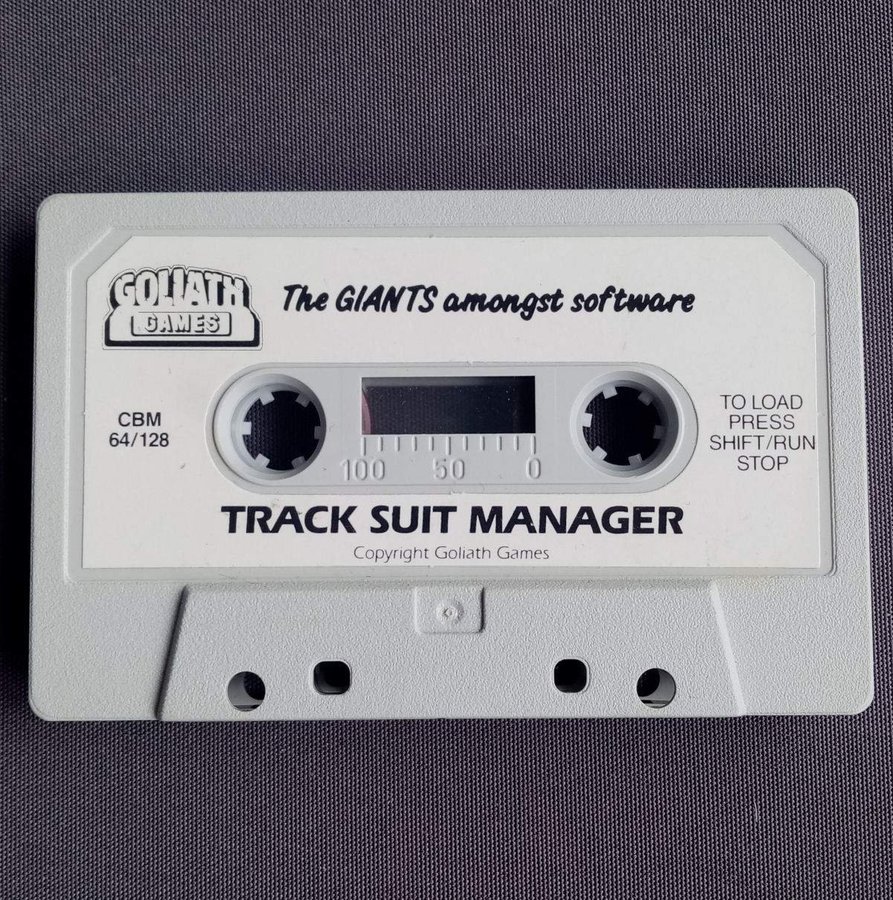 GOLIATH
GAMES
The GIANTS amongst software
CBM
64/128
TO LOAD
PRESS
SHIFT/RUN
STOP
100 50 0
TRACK SUIT MANAGER
Copyright Goliath Games